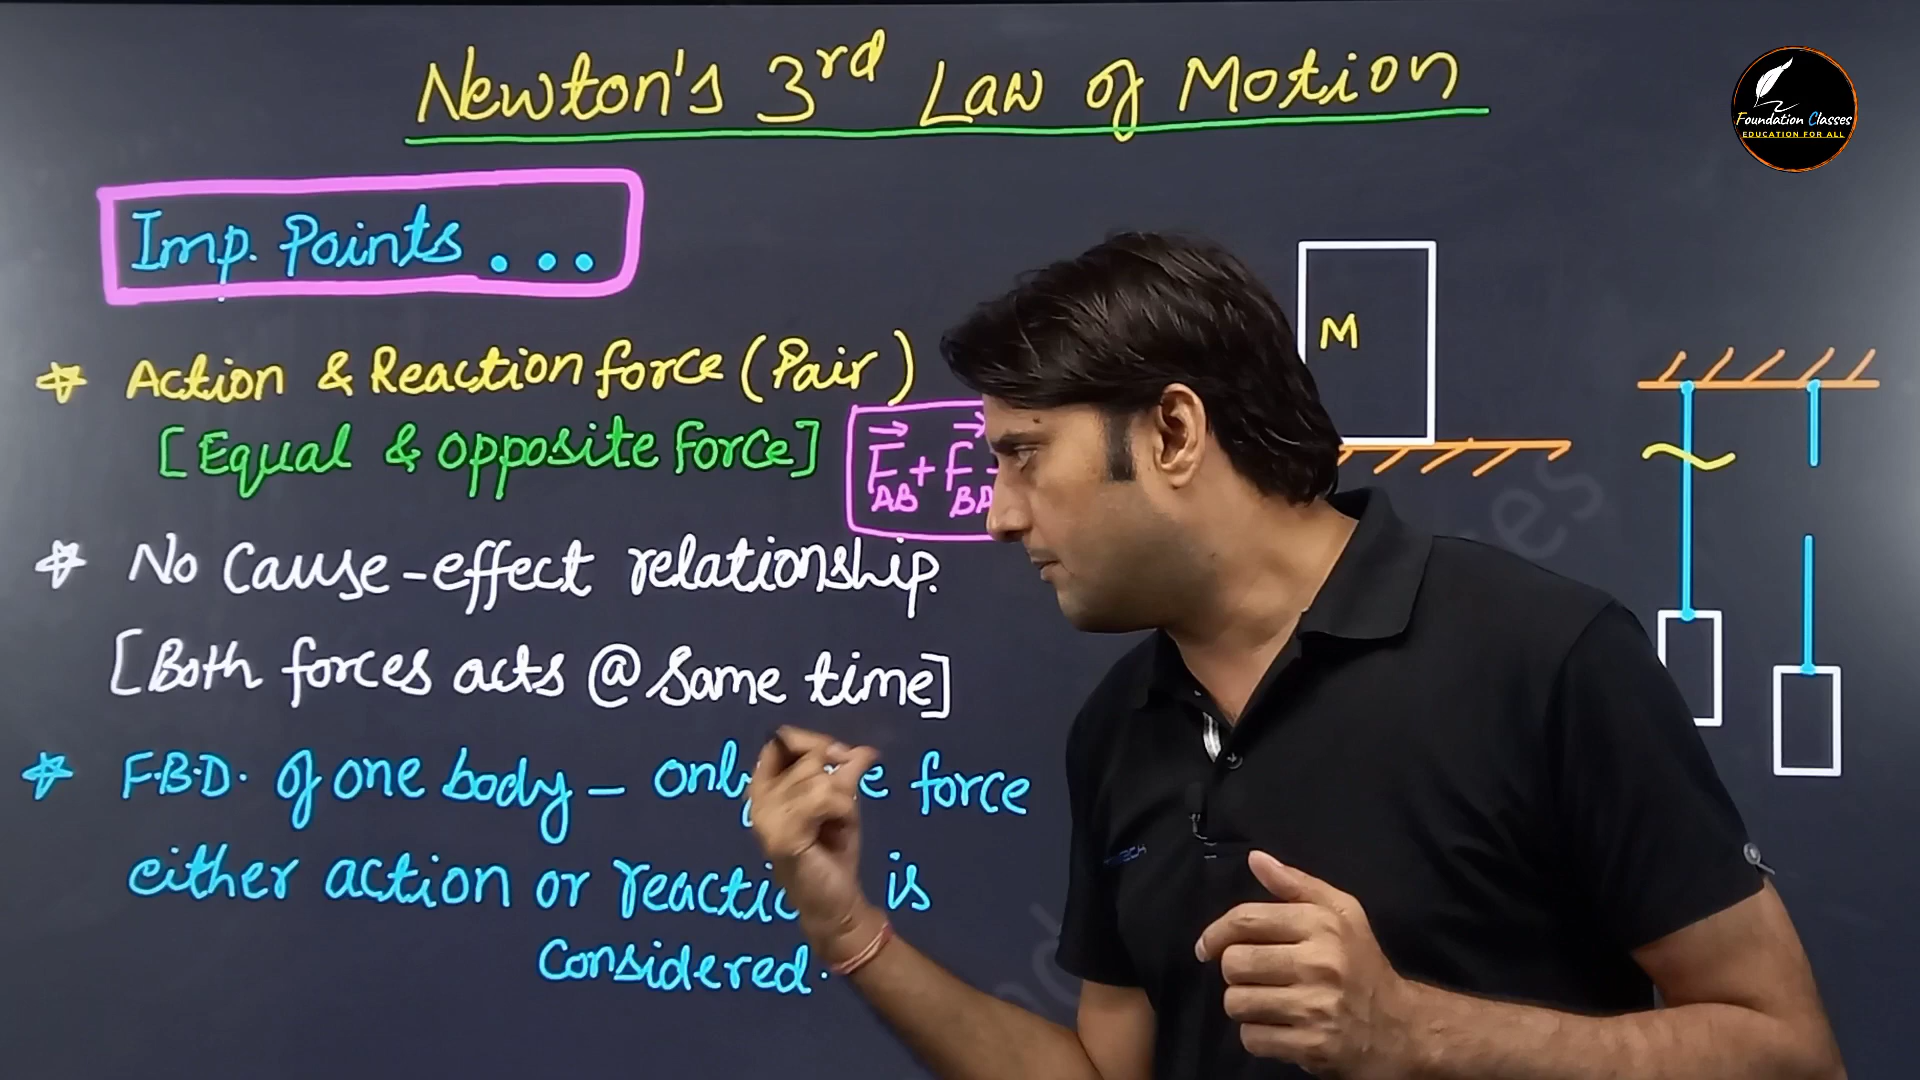 Newton's 3rd Law of Motion
Foundation Classes
EDUCATION FOR ALL
Imp. Points...
Action & Reaction force (Pair)
[Equal & opposite force]
F AB + F BA
M
No Cause-effect relationship.
[Both forces acts @ Same time]
F.B.D. of one body - only force
either action or is
Considered.